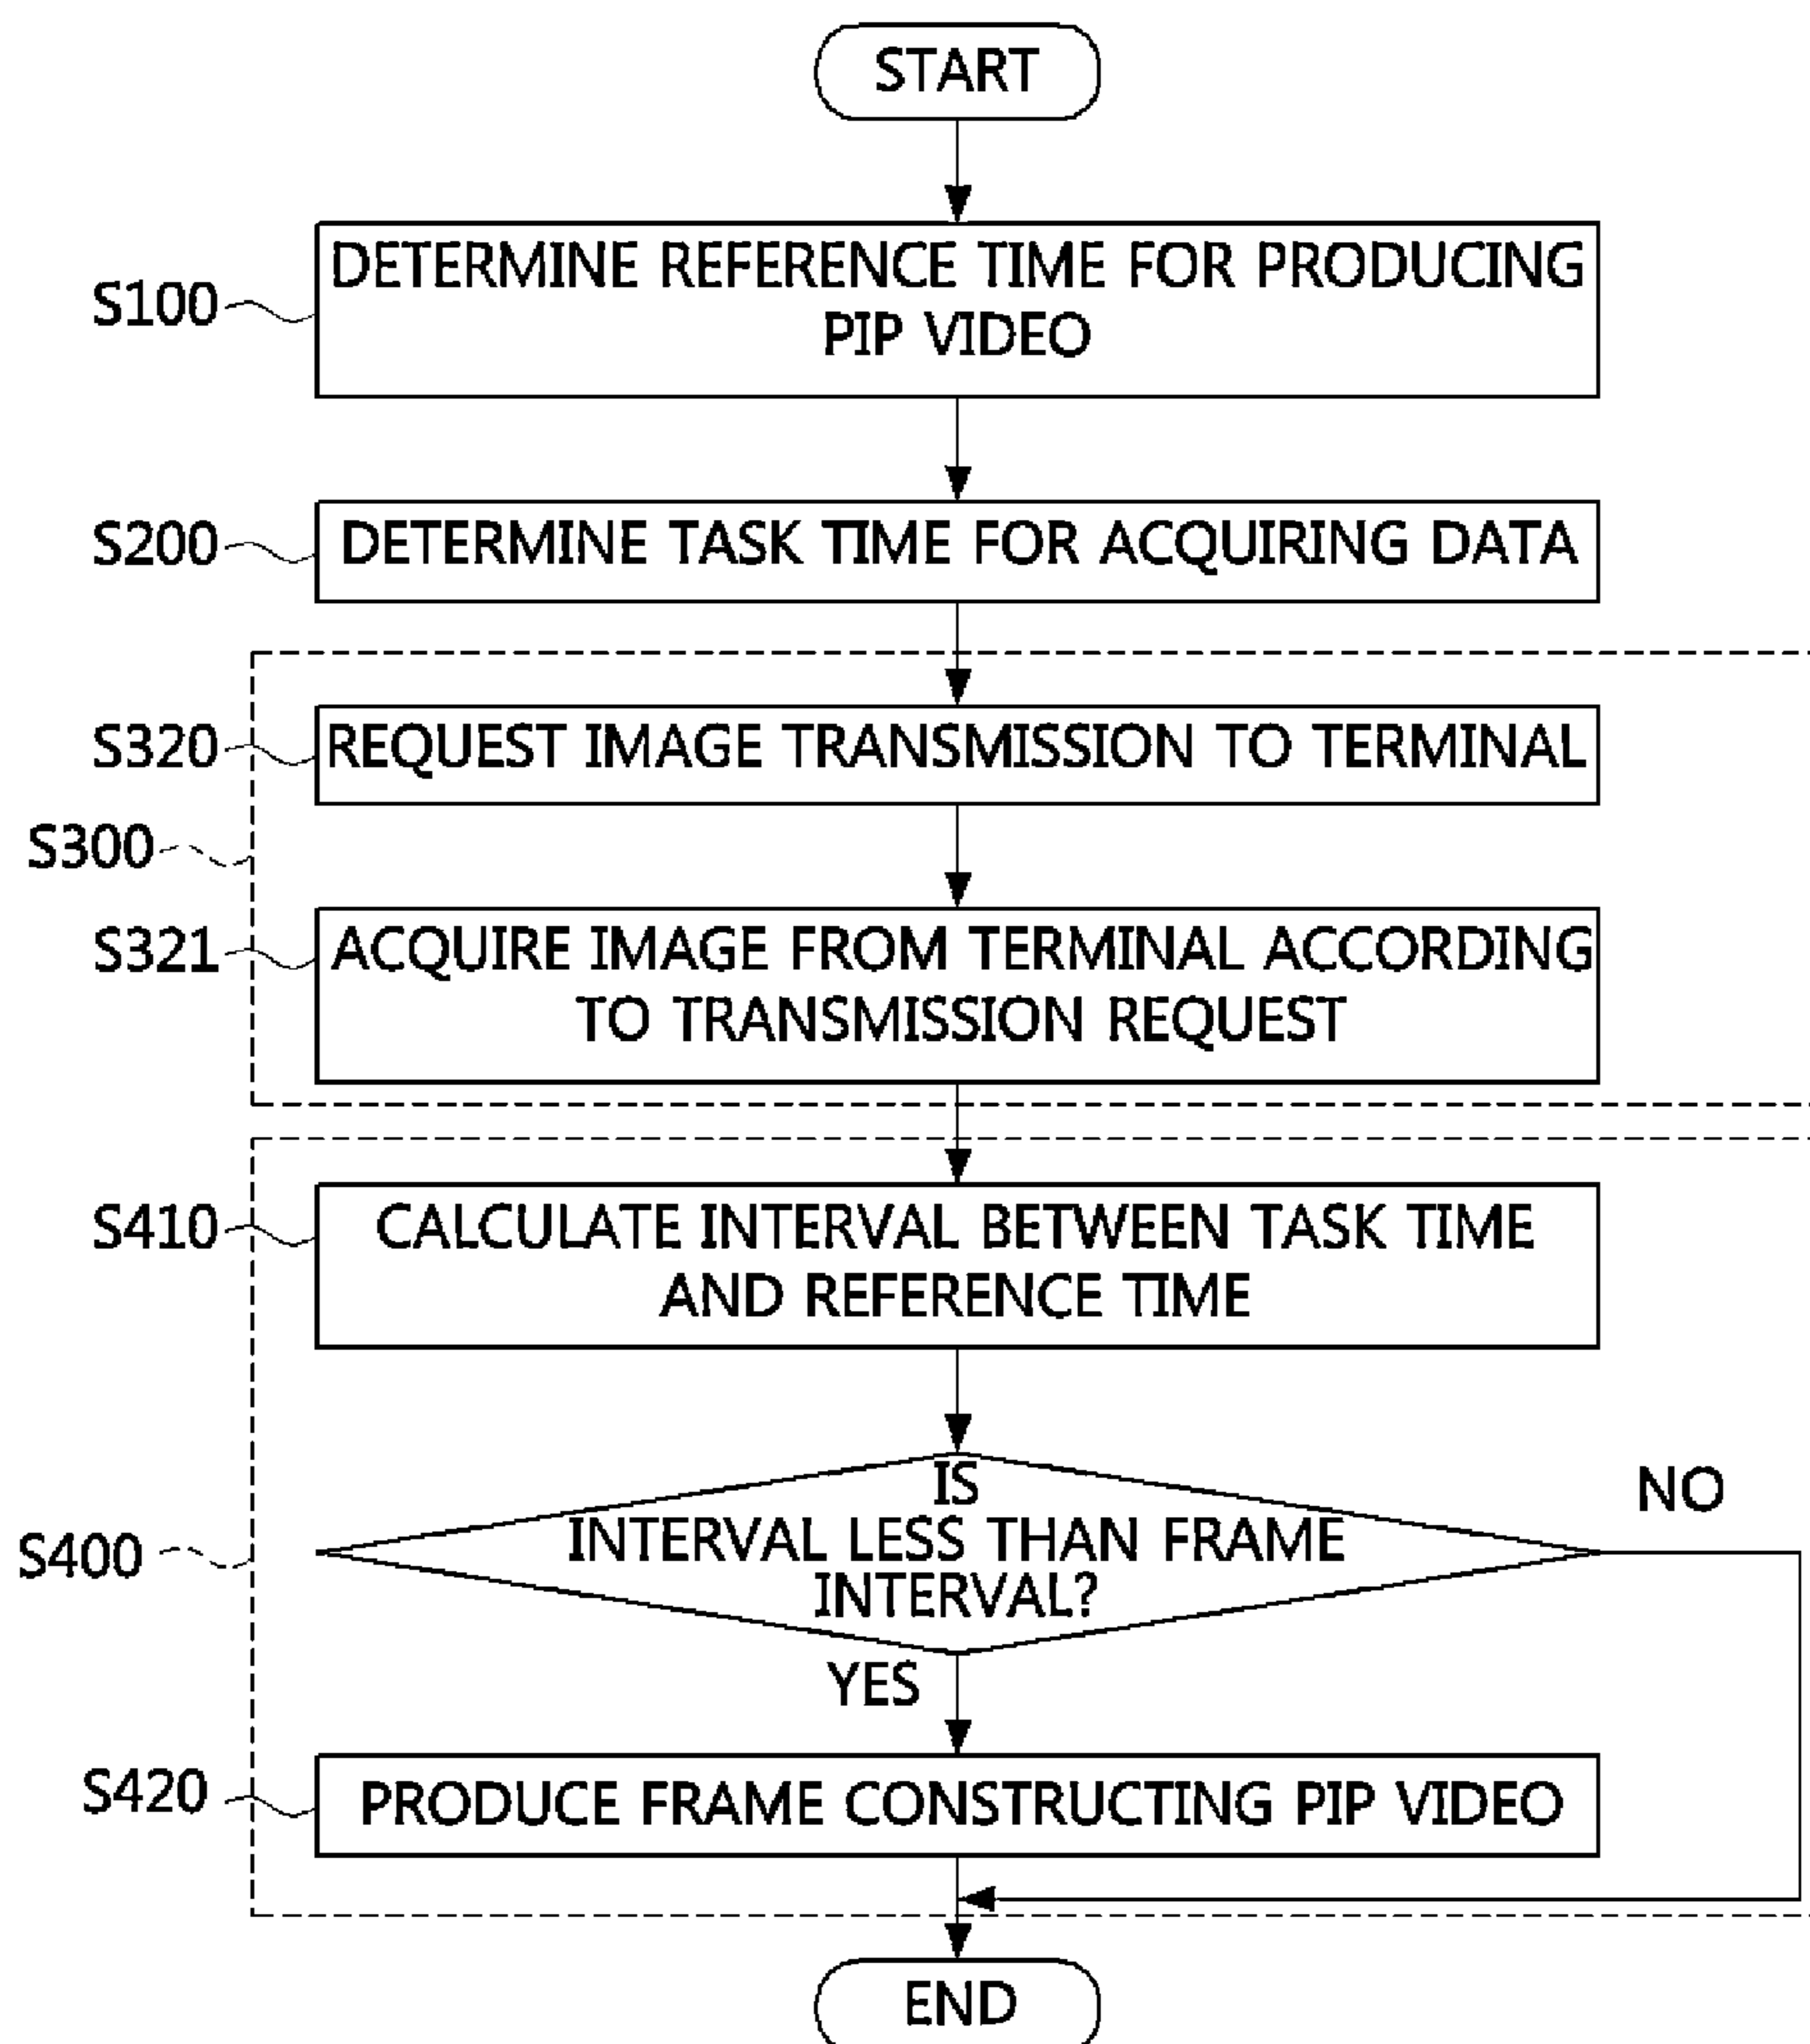 START
S100
DETERMINE REFERENCE TIME FOR PRODUCING
PIP VIDEO
S200
DETERMINE TASK TIME FOR ACQUIRING DATA
S320
REQUEST IMAGE TRANSMISSION TO TERMINAL
S300
S321
ACQUIRE IMAGE FROM TERMINAL ACCORDING
TO TRANSMISSION REQUEST
S410
CALCULATE INTERVAL BETWEEN TASK TIME
AND REFERENCE TIME
S400
IS
INTERVAL LESS THAN FRAME
INTERVAL?
NO
YES
S420
PRODUCE FRAME CONSTRUCTING PIP VIDEO
END